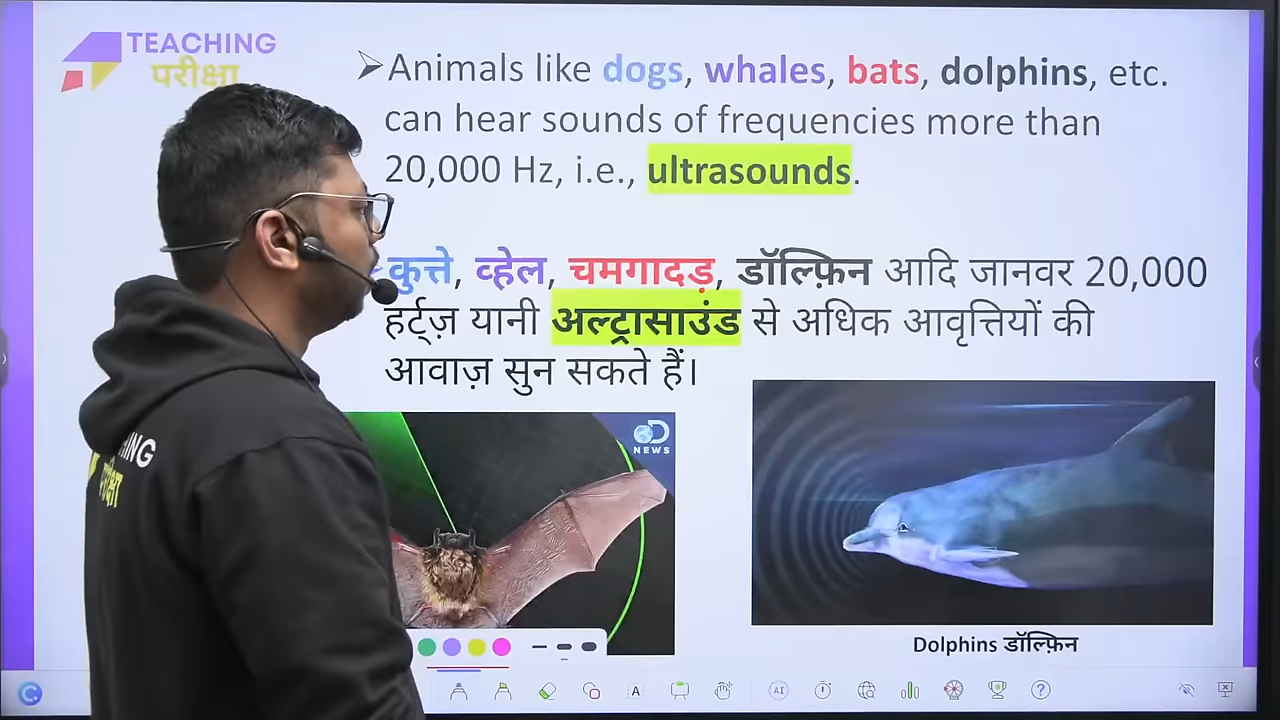 TEACHING
परीक्षा
➤Animals like dogs, whales, bats, dolphins, etc.
can hear sounds of frequencies more than
20,000 Hz, i.e., ultrasounds.
कुत्ते, व्हेल, चमगादड़, डॉल्फ़िन आदि जानवर 20,000
हर्ट्ज़ यानी अल्ट्रासाउंड से अधिक आवृत्तियों की
आवाज़ सुन सकते हैं।
D
NEWS
Dolphins डॉल्फ़िन
A
AI
?